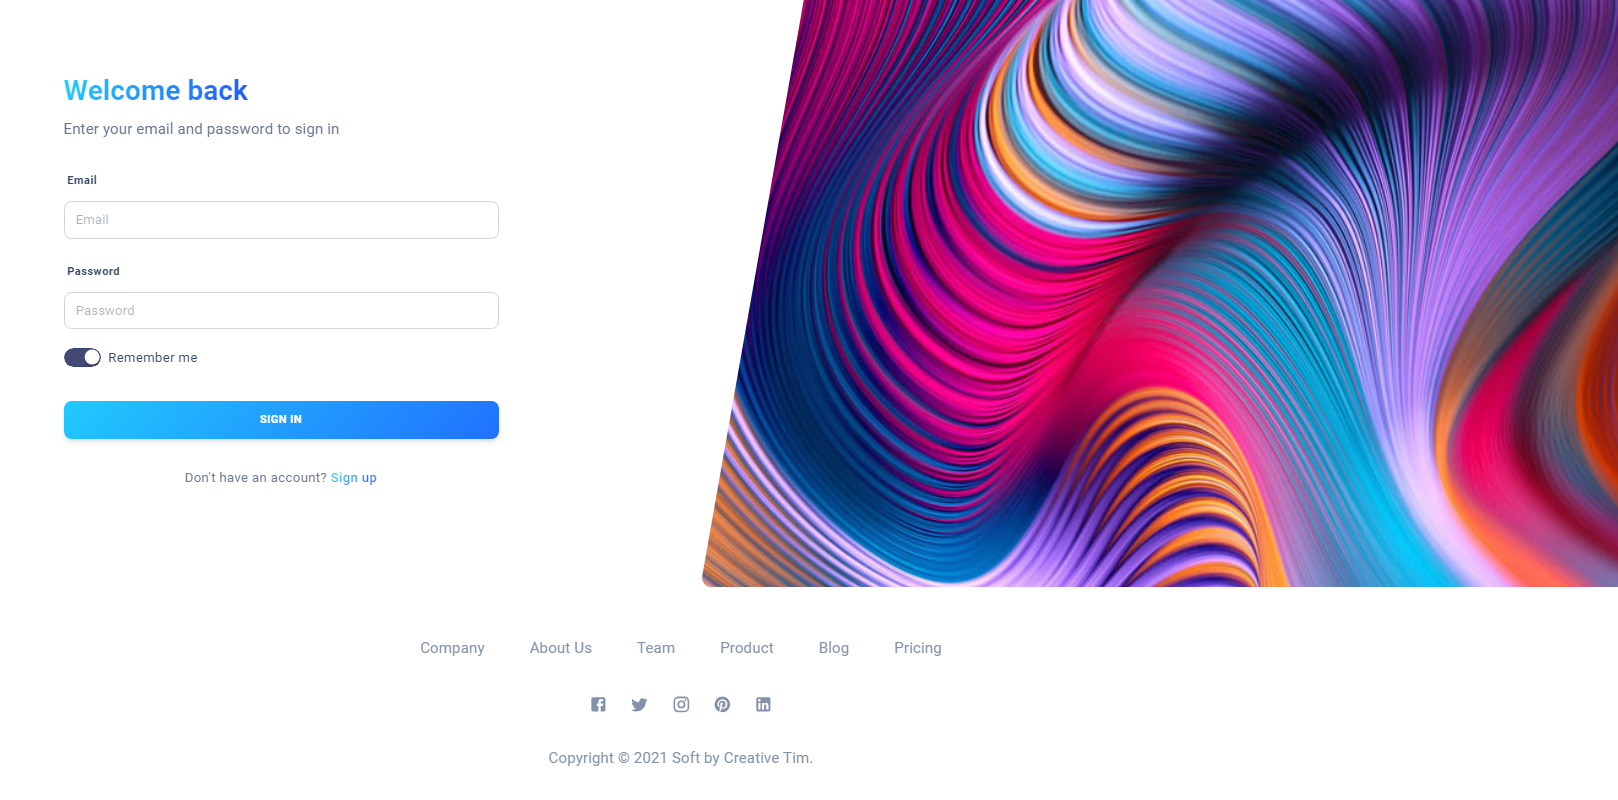 Welcome back
Enter your email and password to sign in
Email
Email
Password
Password
Remember me
SIGN IN
Don't have an account? Sign up
Company About Us Team Product Blog Pricing
Copyright © 2021 Soft by Creative Tim.